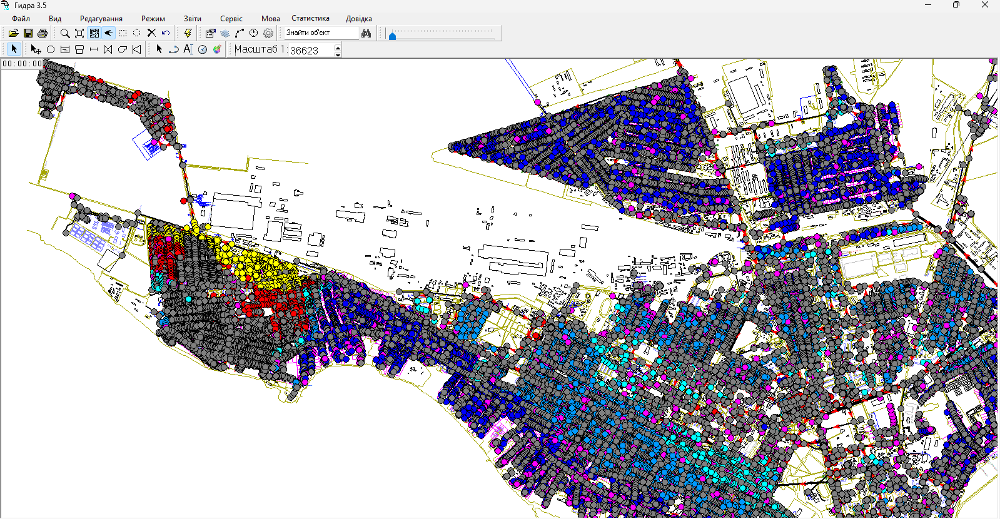 Гидра 3.5
Файл Вид Редагування Режим Звіти Сервіс Мова Статистика Довідка
Знайти об'єкт
Масштаб 1: 36623
00:00:00